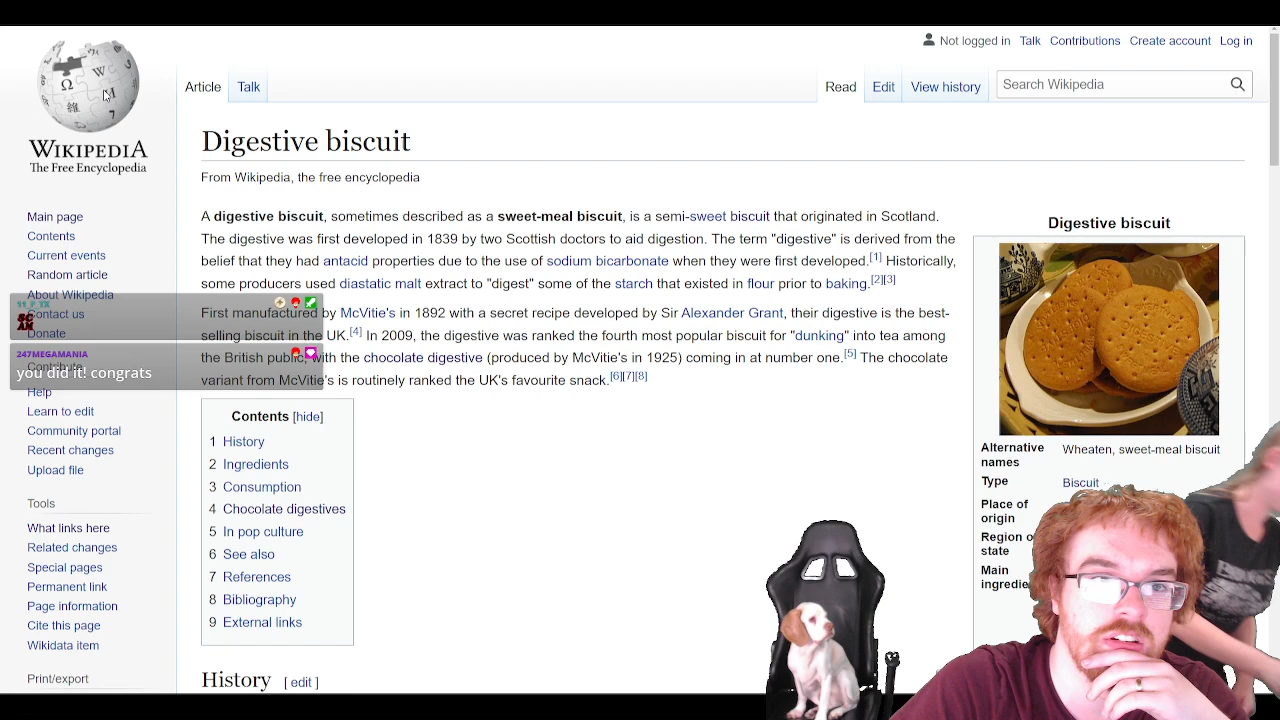 Not logged in Talk Contributions Create account Log in
Article Talk Read Edit View history Search Wikipedia
WIKIPEDIA
The Free Encyclopedia
Main page
Contents
Current events
Random article
About Wikipedia
Contact us
Donate
Help
Learn to edit
Community portal
Recent changes
Upload file
Tools
What links here
Related changes
Special pages
Permanent link
Page information
Cite this page
Wikidata item
Print/export
11_F_TX
SCAM
247MEGAMANIA
you did it! congrats
Digestive biscuit
From Wikipedia, the free encyclopedia
A digestive biscuit, sometimes described as a sweet-meal biscuit, is a semi-sweet biscuit that originated in Scotland.
The digestive was first developed in 1839 by two Scottish doctors to aid digestion. The term "digestive" is derived from the
belief that they had antacid properties due to the use of sodium bicarbonate when they were first developed.[1] Historically,
some producers used diastatic malt extract to "digest" some of the starch that existed in flour prior to baking.[2][3]
First manufactured by McVitie's in 1892 with a secret recipe developed by Sir Alexander Grant, their digestive is the best-
selling biscuit in the UK.[4] In 2009, the digestive was ranked the fourth most popular biscuit for "dunking" into tea among
the British public, with the chocolate digestive (produced by McVitie's in 1925) coming in at number one.[5] The chocolate
variant from McVitie's is routinely ranked the UK's favourite snack.[6][7][8]
Contents [hide]
1 History
2 Ingredients
3 Consumption
4 Chocolate digestives
5 In pop culture
6 See also
7 References
8 Bibliography
9 External links
History [ edit ]
Digestive biscuit
Alternative names Wheaten, sweet-meal biscuit
Type Biscuit
Place of
origin
Region o
state
Main
ingredie